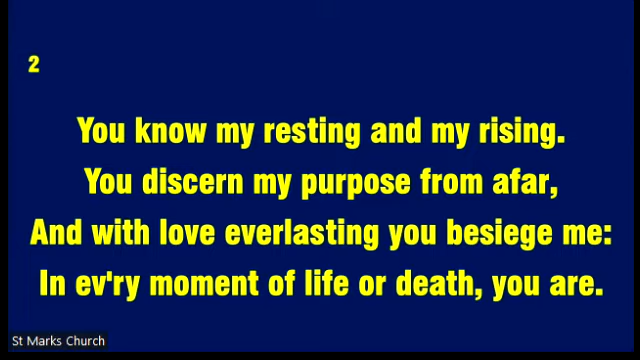 2
You know my resting and my rising.
You discern my purpose from afar,
And with love everlasting you besiege me:
In ev'ry moment of life or death, you are.
St Marks Church